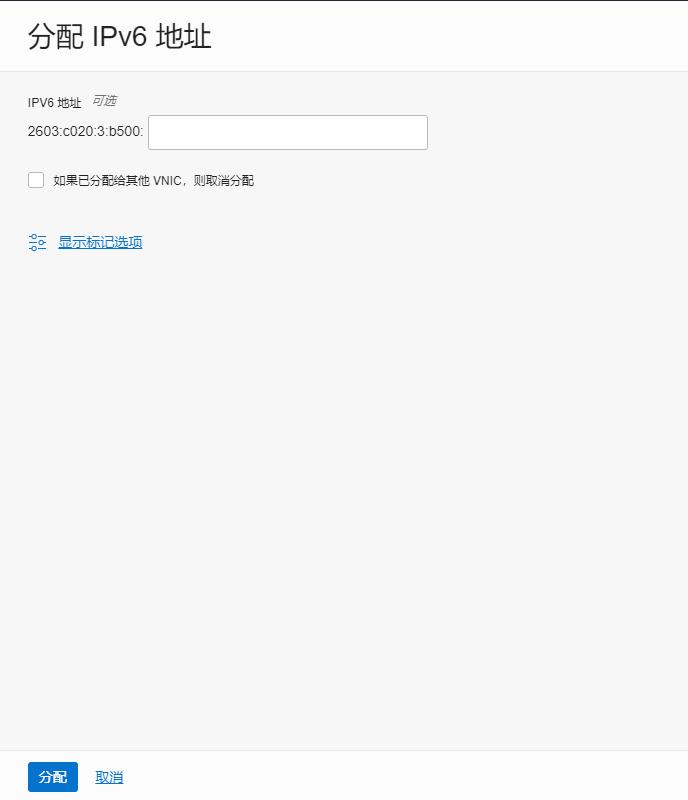 分配 IPv6 地址
IPV6 地址 可选
2603:c020:3:b500:
如果已分配给其他 VNIC，则取消分配
显示标记选项
分配 取消